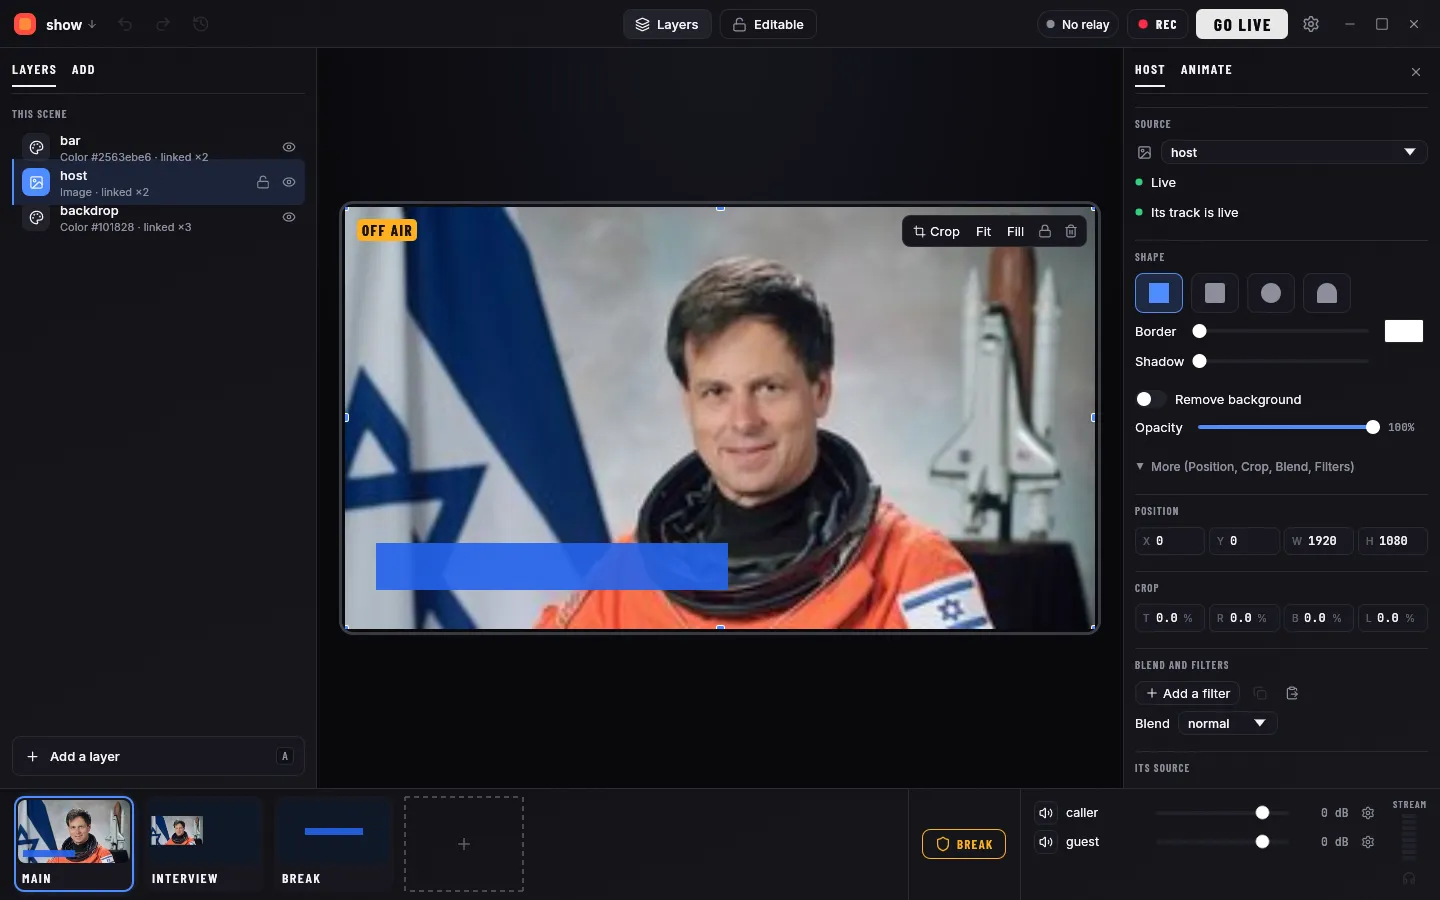 show
Layers
Editable
No relay
REC
GO LIVE
LAYERS ADD
THIS SCENE
bar
Color #2563ebe6 · linked ×2
host
Image · linked ×2
backdrop
Color #101828 · linked ×3
Add a layer
A
OFF AIR
Crop Fit Fill
HOST ANIMATE
SOURCE
host
Live
Its track is live
SHAPE
Border
Shadow
Remove background
Opacity 100%
More (Position, Crop, Blend, Filters)
POSITION
X 0 Y 0 W 1920 H 1080
CROP
T 0.0 % R 0.0 % B 0.0 % L 0.0 %
BLEND AND FILTERS
Add a filter
Blend normal
ITS SOURCE
MAIN
INTERVIEW
BREAK
BREAK
caller 0 dB
guest 0 dB
STREAM